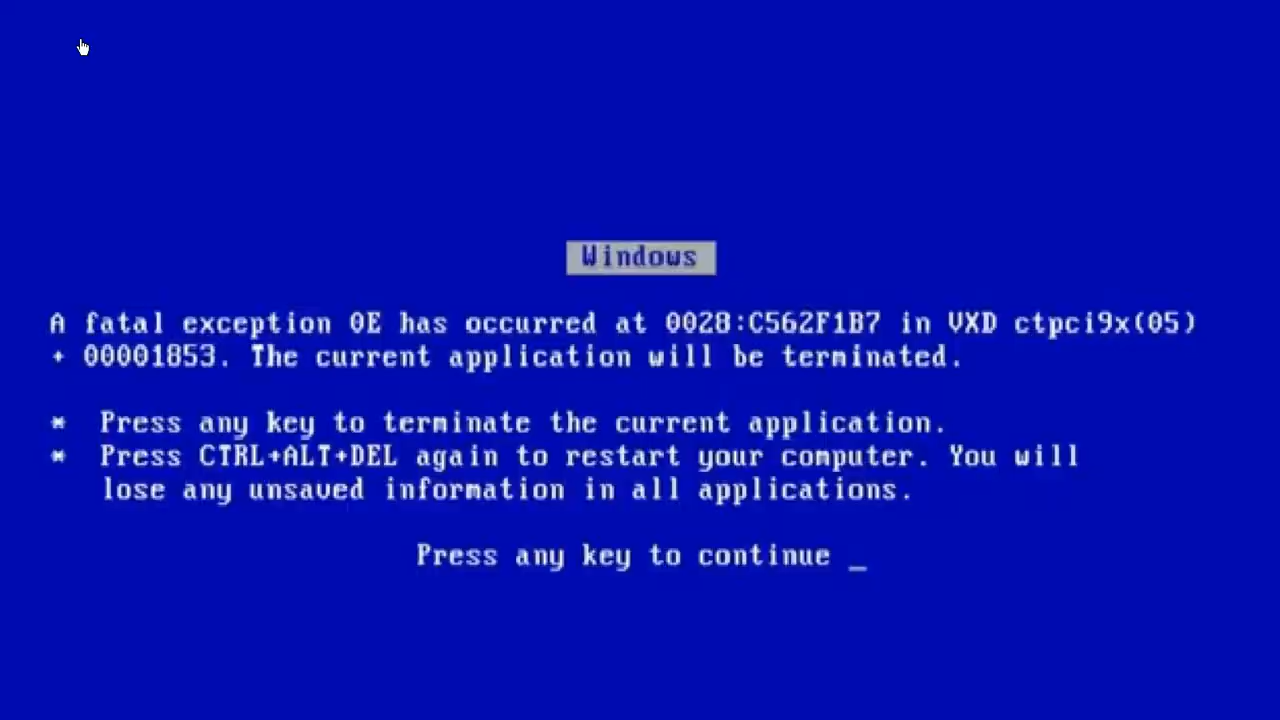 Windows
A fatal exception 0E has occurred at 0028:C562F1B7 in VXD ctpci9x(05)
+ 00001853. The current application will be terminated.
* Press any key to terminate the current application.
* Press CTRL+ALT+DEL again to restart your computer. You will
lose any unsaved information in all applications.
Press any key to continue _